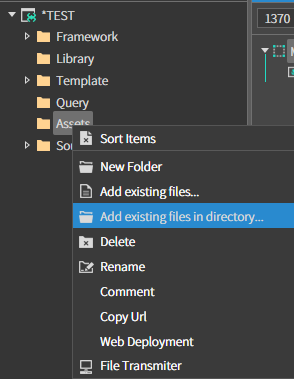 *TEST
1370
Framework
Library
Template
Query
Assets
Sou
Sort Items
New Folder
Add existing files...
Add existing files in directory...
Delete
Rename
Comment
Copy Url
Web Deployment
File Transmiter